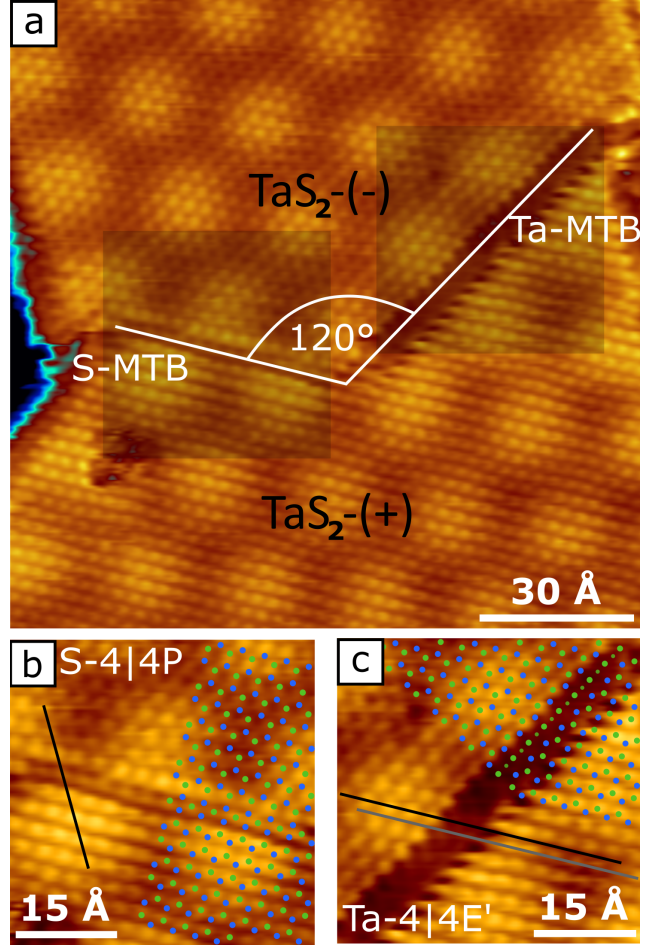 a
TaS₂-(-)
Ta-MTB
120°
S-MTB
TaS₂-(+)
30 Å
b
S-4|4P
15 Å
c
Ta-4|4E'
15 Å